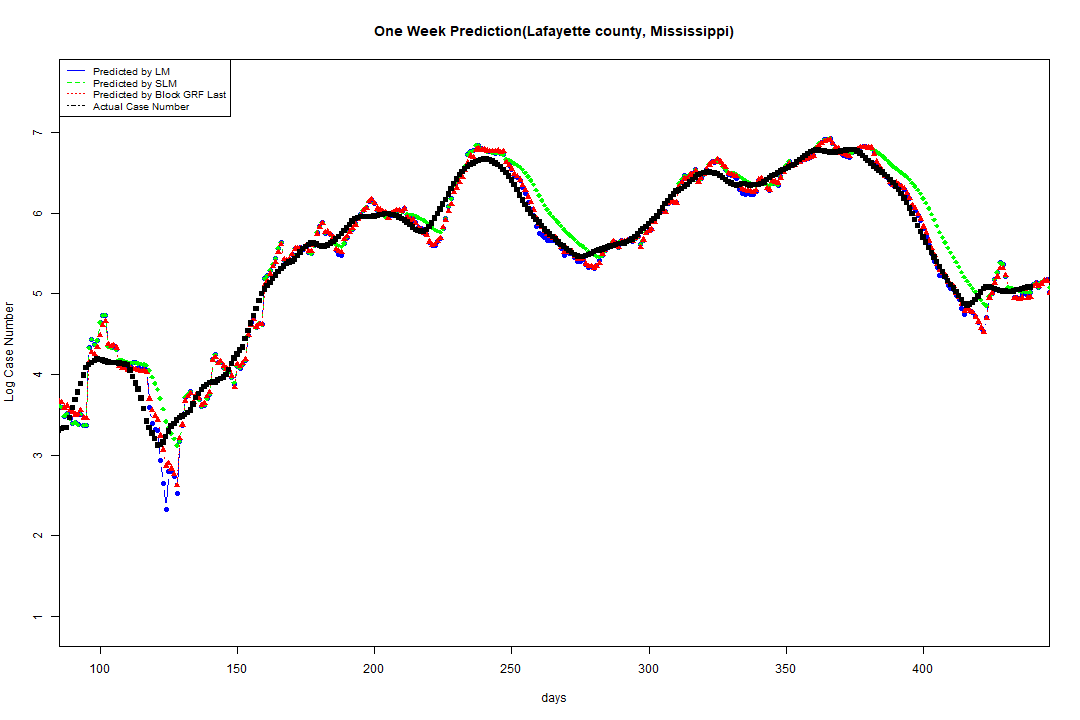 One Week Prediction(Lafayette county, Mississippi)
Predicted by LM
Predicted by SLM
Predicted by Block GRF Last
Actual Case Number
7
6
5
4
3
2
1
Log Case Number
100 150 200 250 300 350 400
days